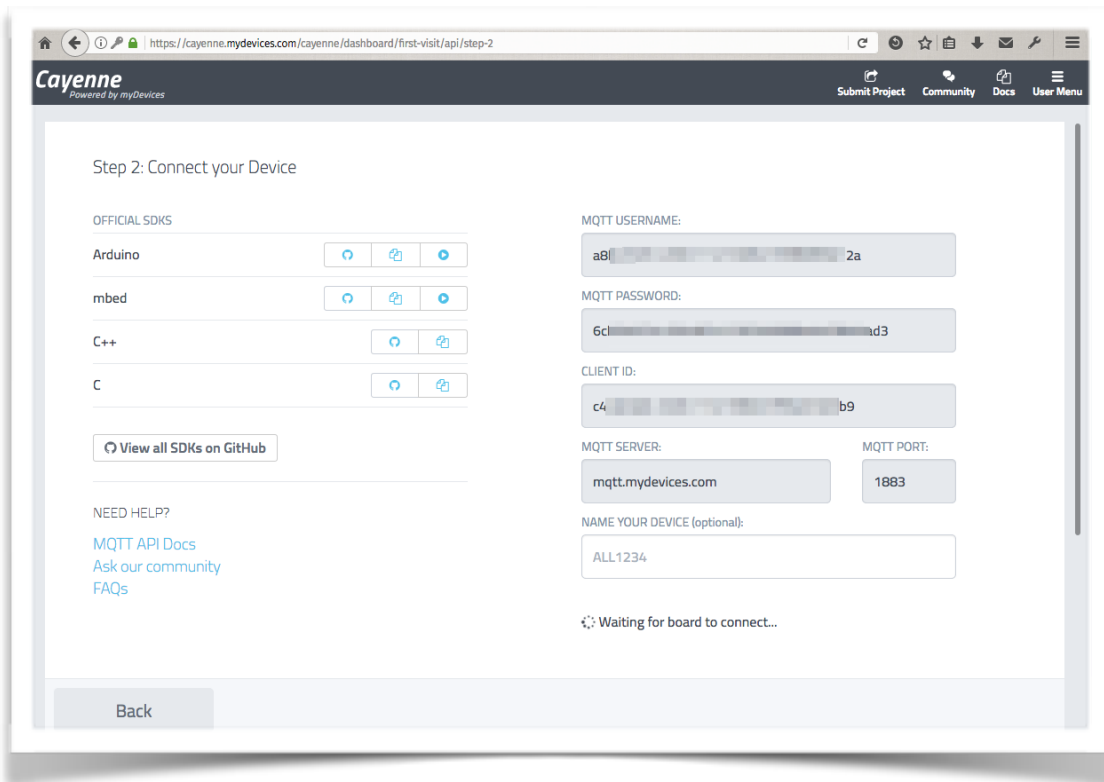 https://cayenne.mydevices.com/cayenne/dashboard/first-visit/api/step-2
Cayenne
Powered by myDevices
Submit Project
Community
Docs
User Menu
Step 2: Connect your Device
OFFICIAL SDKS
Arduino
mbed
C++
C
View all SDKs on GitHub
NEED HELP?
MQTT API Docs
Ask our community
FAQs
MQTT USERNAME:
a8 2a
MQTT PASSWORD:
6c ad3
CLIENT ID:
c4 b9
MQTT SERVER:
mqtt.mydevices.com
MQTT PORT:
1883
NAME YOUR DEVICE (optional):
ALL1234
Waiting for board to connect...
Back